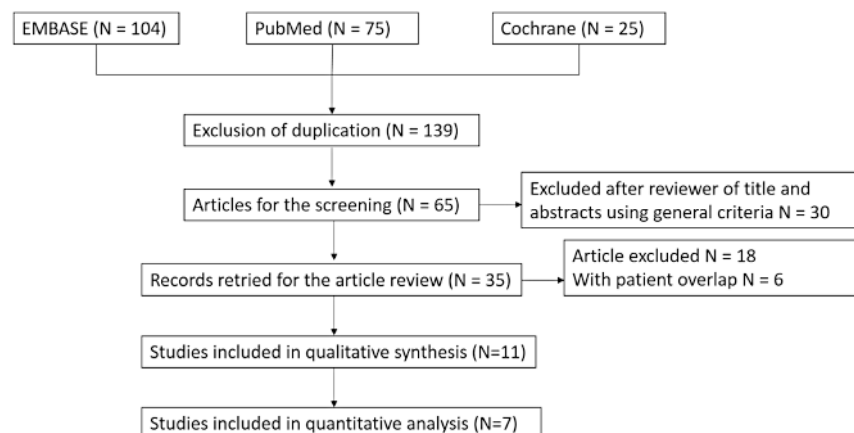 EMBASE (N = 104)
PubMed (N = 75)
Cochrane (N = 25)
Exclusion of duplication (N = 139)
Articles for the screening (N = 65)
Excluded after reviewer of title and
abstracts using general criteria N = 30
Records retried for the article review (N = 35)
Article excluded N = 18
With patient overlap N = 6
Studies included in qualitative synthesis (N=11)
Studies included in quantitative analysis (N=7)